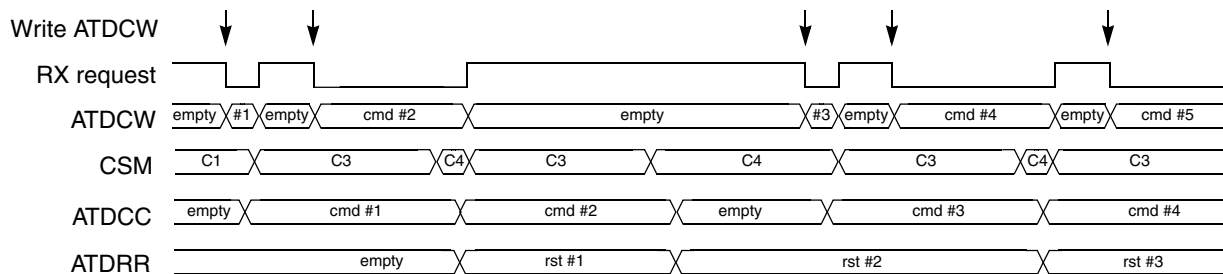 Write ATDCW
RX request
ATDCW empty #1 empty cmd #2 empty #3 empty cmd #4 empty cmd #5
CSM C1 C3 C4 C3 C4 C3 C4 C3
ATDCC empty cmd #1 cmd #2 empty cmd #3 cmd #4
ATDRR empty rst #1 rst #2 rst #3